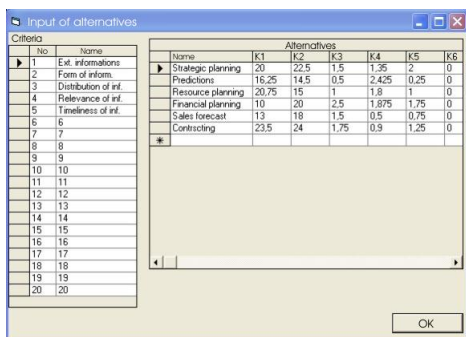 Input of alternatives
Criteria
No Name
1 Ext. informations
2 Form of inform.
3 Distribution of inf.
4 Relevance of inf.
5 Timeliness of inf.
6 6
7 7
8 8
9 9
10 10
11 11
12 12
13 13
14 14
15 15
16 16
17 17
18 18
19 19
20 20
Alternatives
Name K1 K2 K3 K4 K5 K6
Strategic planning 20 22,5 1,5 1,35 2 0
Predictions 16,25 14,5 0,5 2,425 0,25 0
Resource planning 20,75 15 1 1,8 1 0
Financial planning 10 20 2,5 1,875 1,75 0
Sales forecast 13 18 1,5 0,5 0,75 0
Contrscting 23,5 24 1,75 0,9 1,25 0
OK